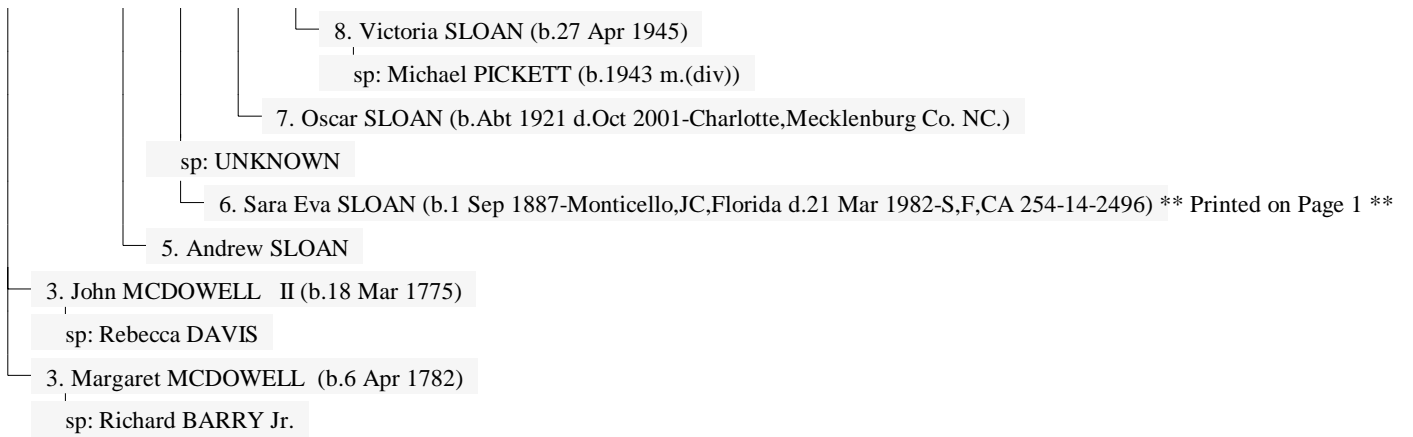 8. Victoria SLOAN (b.27 Apr 1945)
sp: Michael PICKETT (b.1943 m.(div))
7. Oscar SLOAN (b.Abt 1921 d.Oct 2001-Charlotte,Mecklenburg Co. NC.)
sp: UNKNOWN
6. Sara Eva SLOAN (b.1 Sep 1887-Monticello,JC,Florida d.21 Mar 1982-S,F,CA 254-14-2496) ** Printed on Page 1 **
5. Andrew SLOAN
3. John MCDOWELL II (b.18 Mar 1775)
sp: Rebecca DAVIS
3. Margaret MCDOWELL (b.6 Apr 1782)
sp: Richard BARRY Jr.